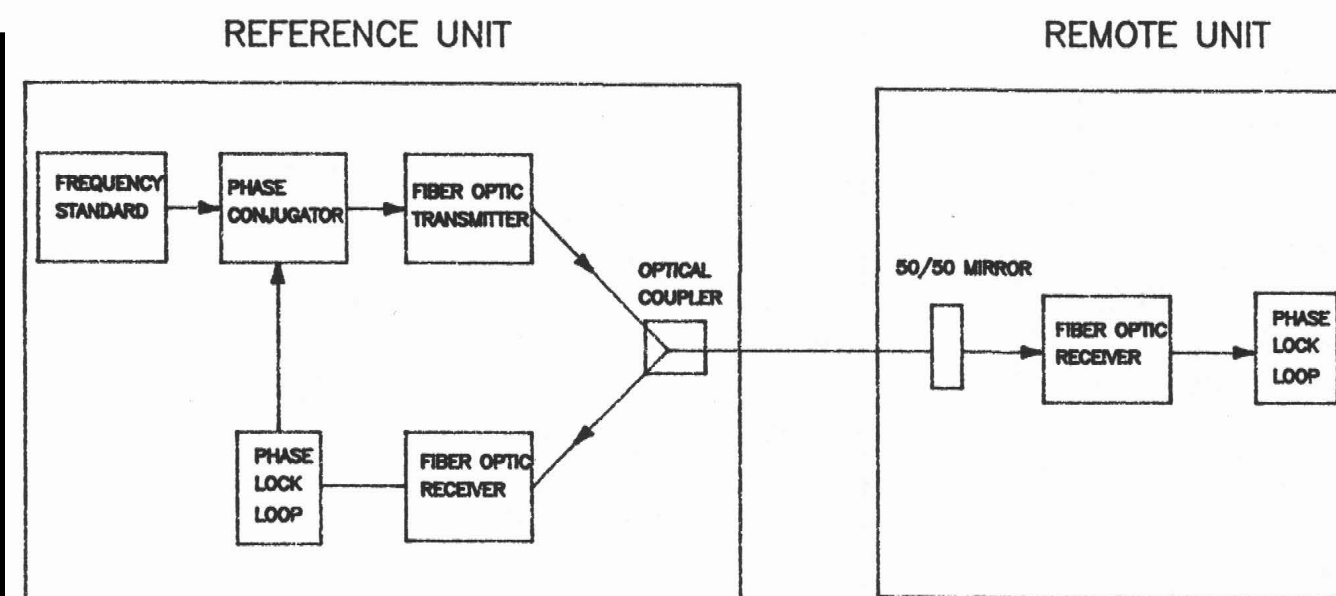 REFERENCE UNIT
REMOTE UNIT
FREQUENCY
STANDARD
PHASE
CONJUGATOR
FIBER OPTIC
TRANSMITTER
OPTICAL
COUPLER
50/50 MIRROR
FIBER OPTIC
RECEIVER
PHASE
LOCK
LOOP
PHASE
LOCK
LOOP
FIBER OPTIC
RECEIVER